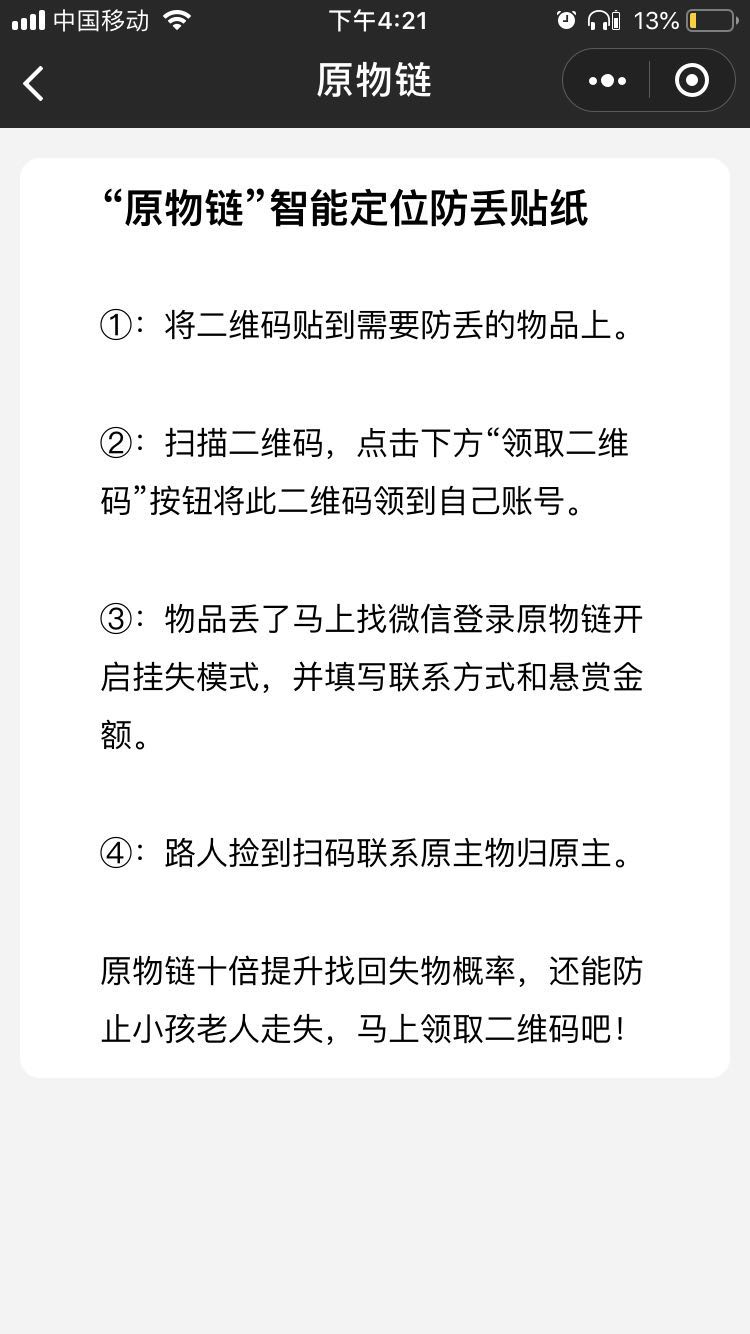 中国移动 下午4:21 13%
原物链
“原物链”智能定位防丢贴纸
①：将二维码贴到需要防丢的物品上。
②：扫描二维码，点击下方“领取二维
码”按钮将此二维码领到自己账号。
③：物品丢了马上找微信登录原物链开
启挂失模式，并填写联系方式和悬赏金
额。
④：路人捡到扫码联系原主物归原主。
原物链十倍提升找回失物概率，还能防
止小孩老人走失，马上领取二维码吧！